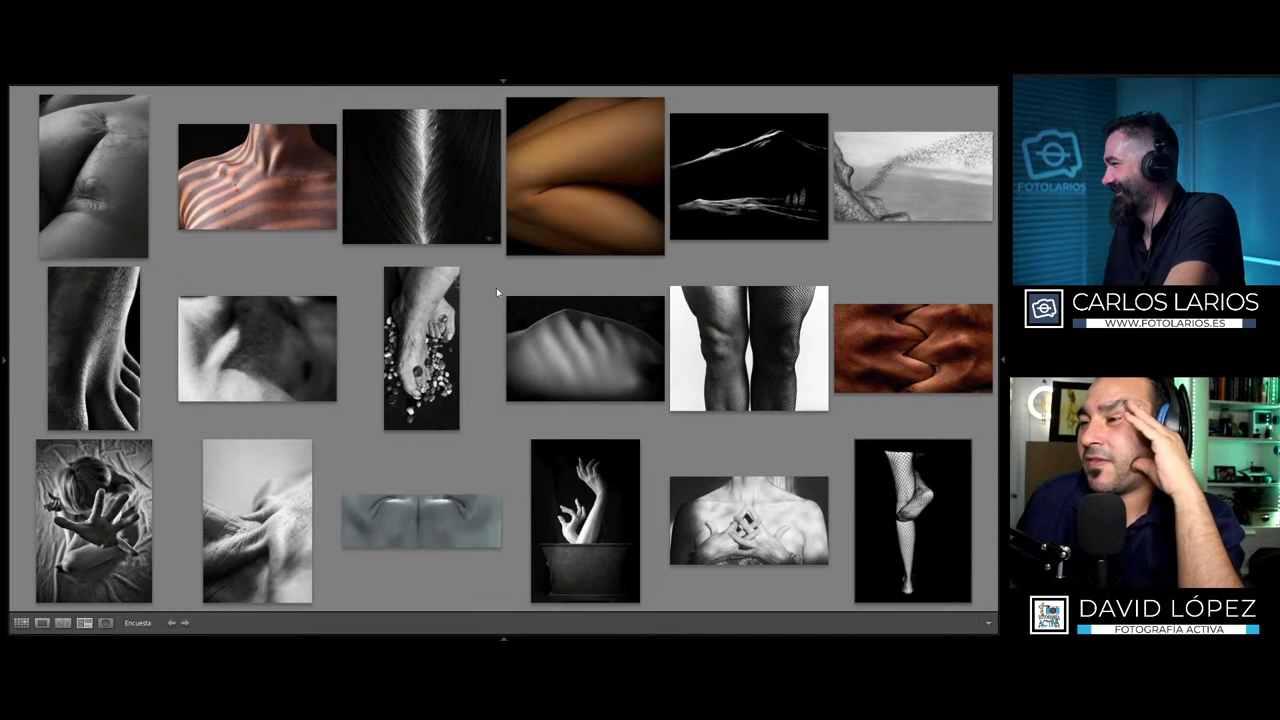 FOTOLARIOS
CARLOS LARIOS
WWW.FOTOLARIOS.ES
DAVID LÓPEZ
FOTOGRAFÍA ACTIVA
Encuesta: